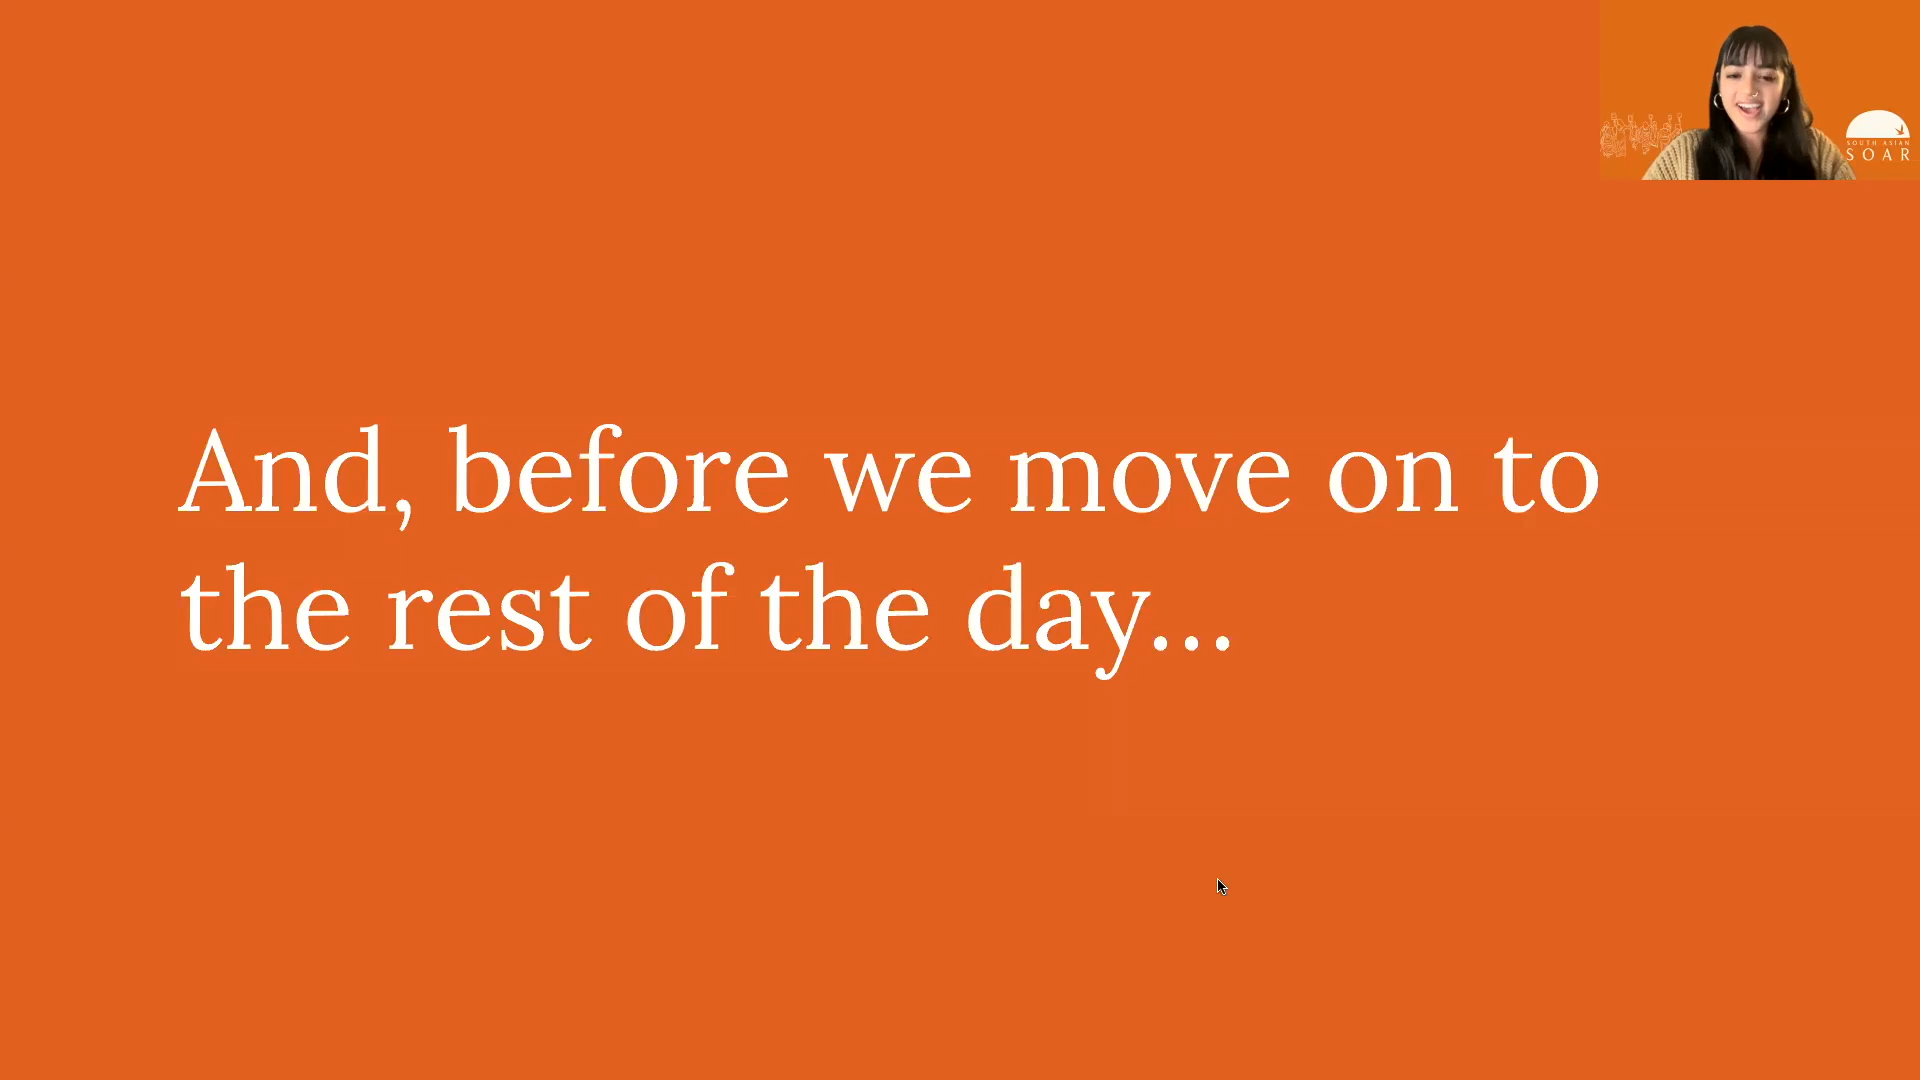 SOUTH ASIAN
SOAR
And, before we move on to
the rest of the day...